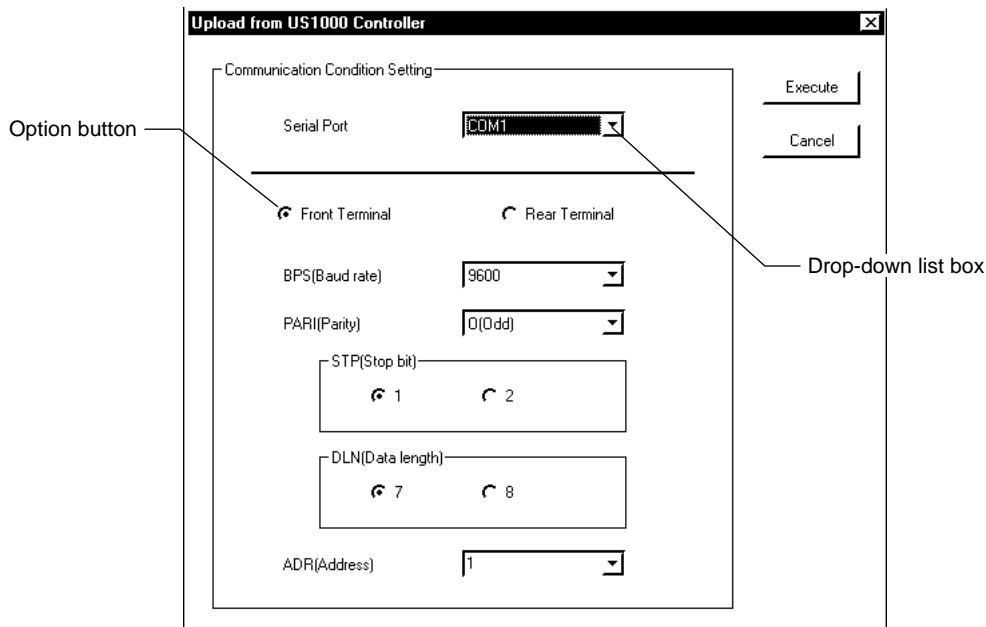 Upload from US1000 Controller
Communication Condition Setting
Execute
Serial Port
COM1
Option button
Cancel
Front Terminal
Rear Terminal
BPS(Baud rate)
9600
Drop-down list box
PARI(Parity)
O(Odd)
STP(Stop bit)
1
2
DLN(Data length)
7
8
ADR(Address)
1